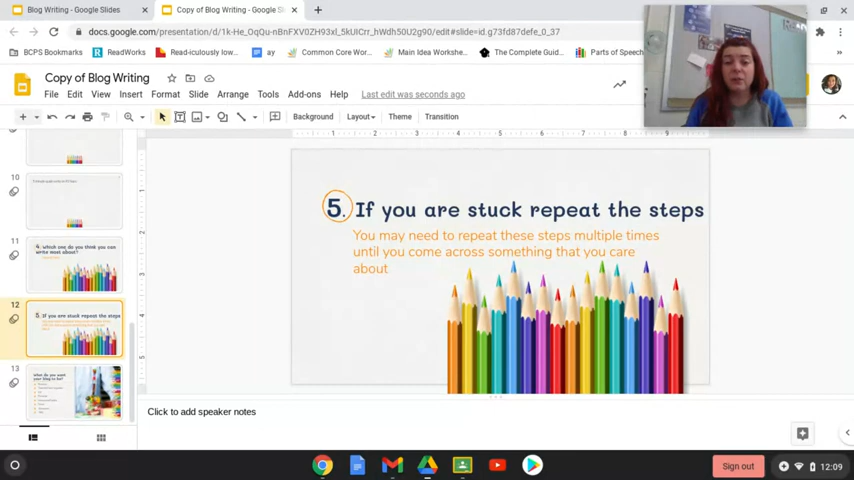 Blog Writing - Google Slides
Copy of Blog Writing - Google Sli
docs.google.com/presentation/d/1k-He_OqQu-nBnFXV0ZH93xl_5kUICrr_hWdh50U2g90/edit#slide=id.g73fd87defe_0_37
BCPS Bookmarks
ReadWorks
Read-iculously low...
ay
Common Core Wor...
Main Idea Workshe...
The Complete Guid...
Parts of Speech
Copy of Blog Writing
File Edit View Insert Format Slide Arrange Tools Add-ons Help Last edit was seconds ago
Background Layout Theme Transition
10
11
4. which one do you think you can
write most about?
12
5. If you are stuck repeat the steps
13
What do you want
your blog to be?
5. If you are stuck repeat the steps
You may need to repeat these steps multiple times
until you come across something that you care
about
Click to add speaker notes
Sign out
12:09